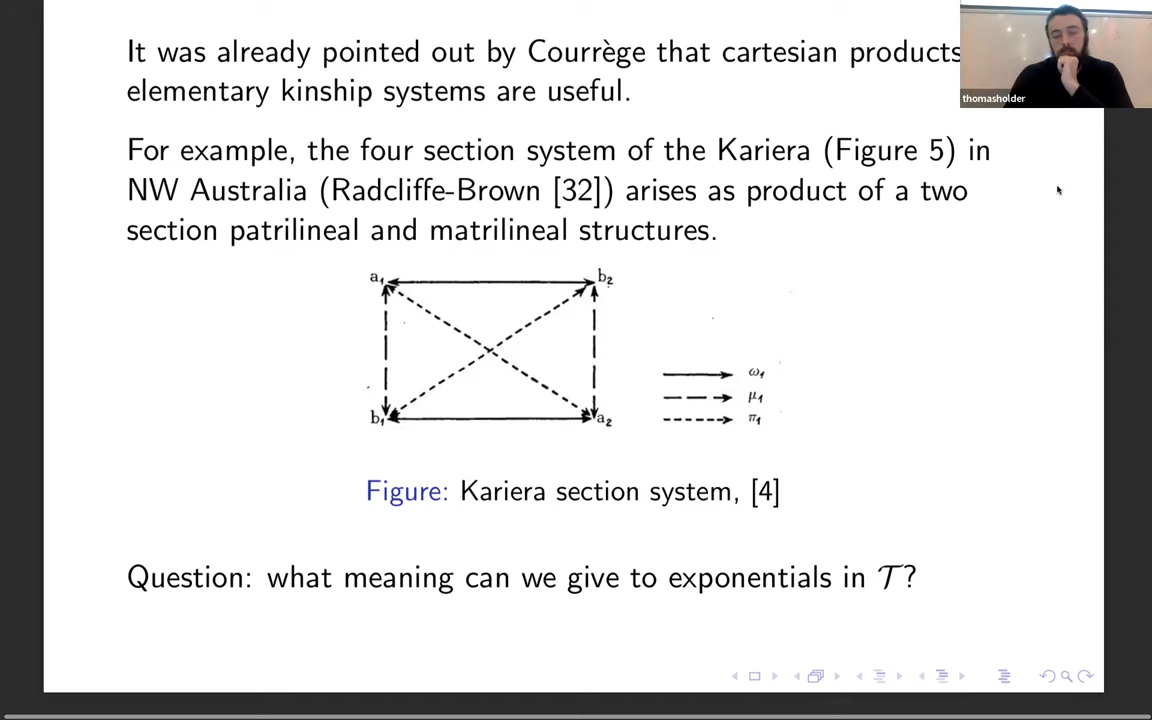 It was already pointed out by Courrège that cartesian products
elementary kinship systems are useful.
thomasholder
For example, the four section system of the Kariera (Figure 5) in
NW Australia (Radcliffe-Brown [32]) arises as product of a two
section patrilineal and matrilineal structures.
a₁ b₂
b₁ a₂
ω₁
μ₁
π₁
Figure: Kariera section system, [4]
Question: what meaning can we give to exponentials in 𝒯?